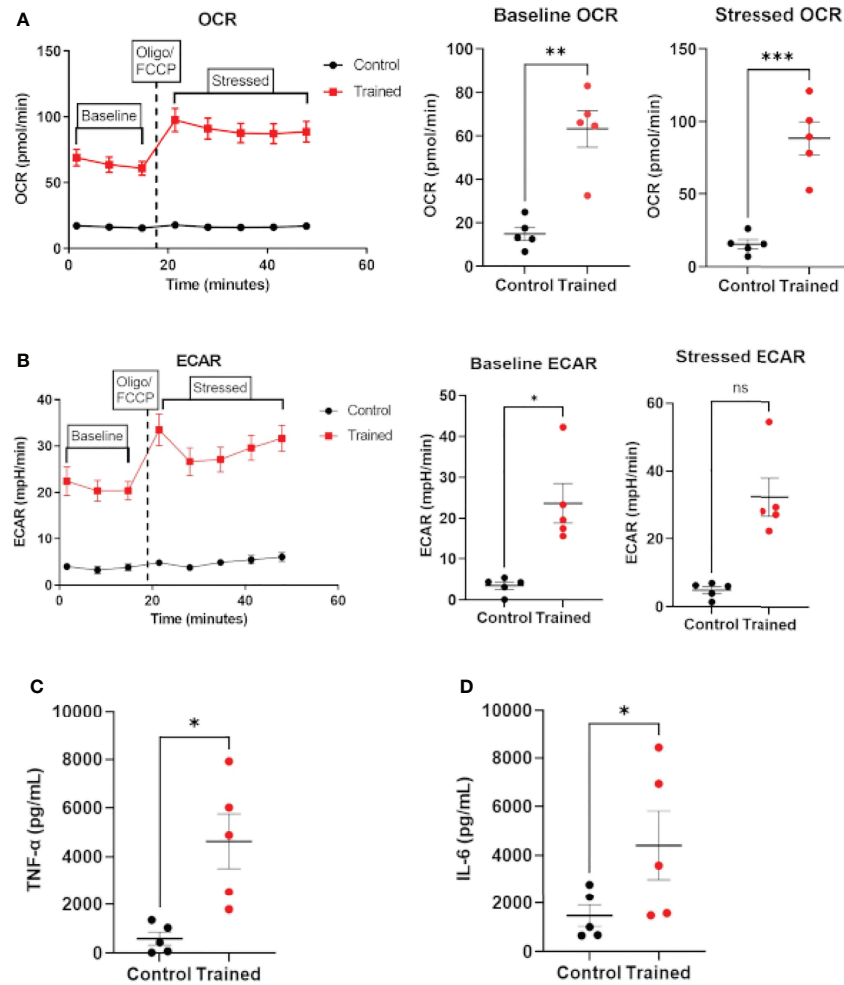 A
OCR
Oligo/
FCCP
Control
Trained
Stressed
Baseline
OCR (pmol/min)
150
100
50
0
0 20 40 60
Time (minutes)
Baseline OCR
**
OCR (pmol/min)
100
80
60
40
20
0
Control Trained
Stressed OCR
***
OCR (pmol/min)
150
100
50
0
Control Trained
B
ECAR
Oligo/
FCCP
Stressed
Control
Trained
Baseline
ECAR (mpH/min)
40
30
20
10
0
0 20 40 60
Time (minutes)
Baseline ECAR
*
ECAR (mpH/min)
50
40
30
20
10
0
Control Trained
Stressed ECAR
ns
ECAR (mpH/min)
60
40
20
0
Control Trained
C
*
TNF-α (pg/mL)
10000
8000
6000
4000
2000
0
Control Trained
D
*
IL-6 (pg/mL)
10000
8000
6000
4000
2000
0
Control Trained